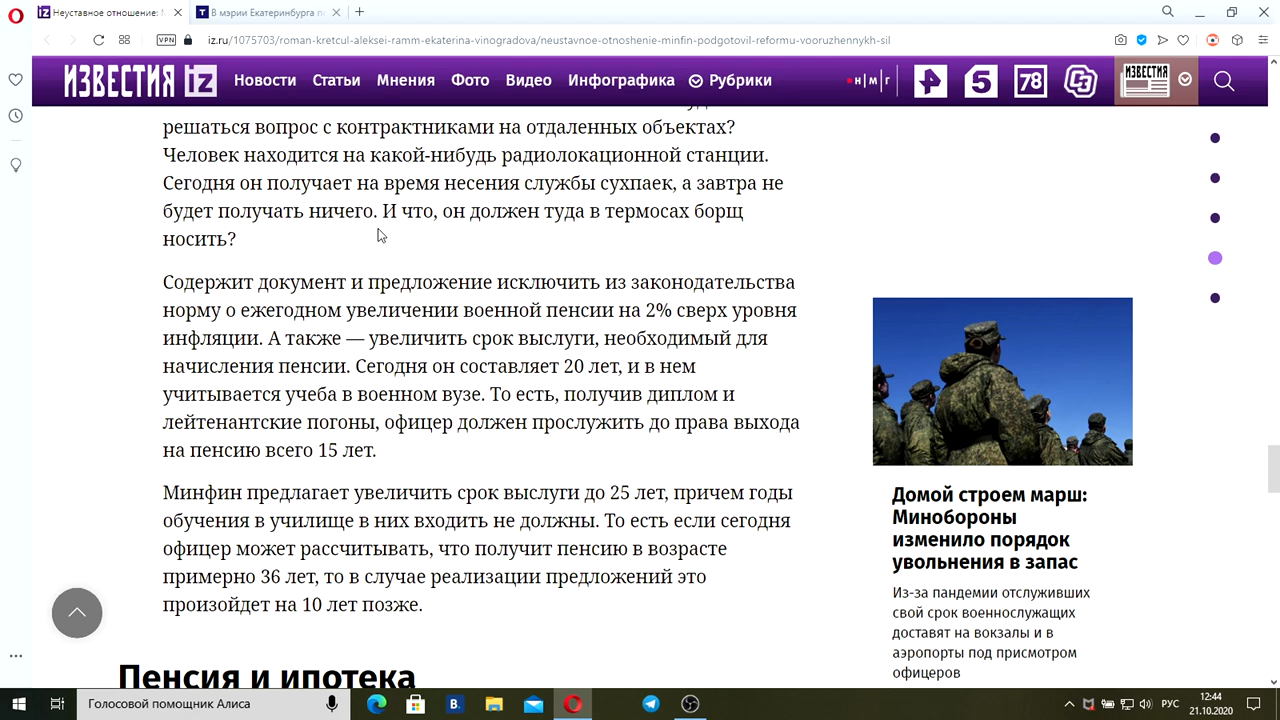 Неуставное отношение: М
В мэрии Екатеринбурга по
VPN
iz.ru/1075703/roman-kretcul-aleksei-ramm-ekaterina-vinogradova/neustavnoe-otnoshenie-minfin-podgotovil-reformu-vooruzhennykh-sil
ИЗВЕСТИЯ iz Новости Статьи Мнения Фото Видео Инфографика Рубрики НМГ 5 78 ИЗВЕСТИЯ
решаться вопрос с контрактниками на отдаленных объектах?
Человек находится на какой-нибудь радиолокационной станции.
Сегодня он получает на время несения службы сухпаек, а завтра не
будет получать ничего. И что, он должен туда в термосах борщ
носить?
Содержит документ и предложение исключить из законодательства
норму о ежегодном увеличении военной пенсии на 2% сверх уровня
инфляции. А также — увеличить срок выслуги, необходимый для
начисления пенсии. Сегодня он составляет 20 лет, и в нем
учитывается учеба в военном вузе. То есть, получив диплом и
лейтенантские погоны, офицер должен прослужить до права выхода
на пенсию всего 15 лет.
Минфин предлагает увеличить срок выслуги до 25 лет, причем годы
обучения в училище в них входить не должны. То есть если сегодня
офицер может рассчитывать, что получит пенсию в возрасте
примерно 36 лет, то в случае реализации предложений это
произойдет на 10 лет позже.
Пенсия и ипотека
Домой строем марш:
Минобороны
изменило порядок
увольнения в запас
Из-за пандемии отслуживших
свой срок военнослужащих
доставят на вокзалы и в
аэропорты под присмотром
офицеров
Голосовой помощник Алиса
B.
РУС
12:44
21.10.2020